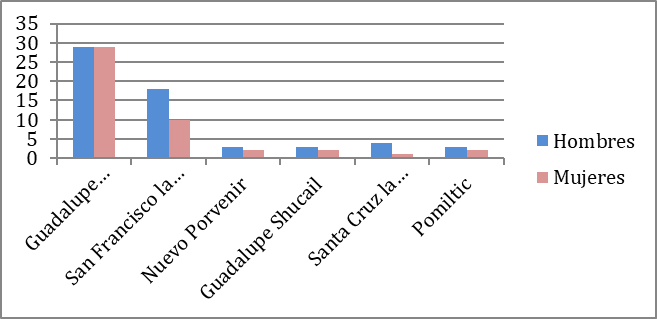 35
30
25
20
15
10
5
0
Guadalupe...
San Francisco la...
Nuevo Porvenir
Guadalupe Shucail
Santa Cruz la...
Pomiltic
Hombres
Mujeres